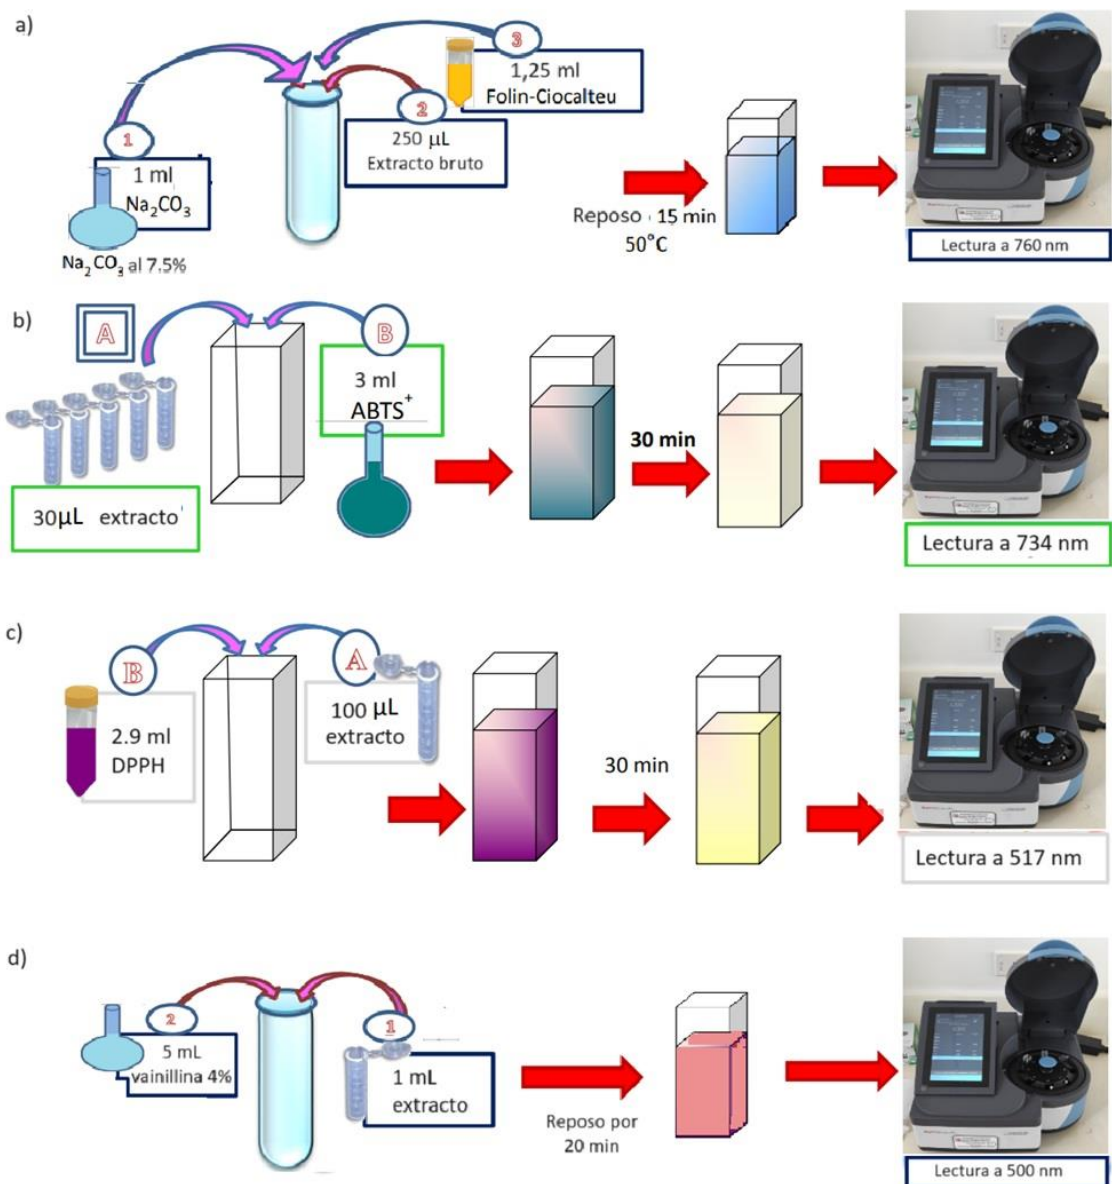 a)
1
1 ml
Na₂CO₃
Na₂CO₃ al 7.5%
2
250 µL
Extracto bruto
3
1,25 ml
Folin-Ciocalteu
Reposo 15 min
50°C
Lectura a 760 nm
b)
A
30µL extracto
B
3 ml
ABTS⁺
30 min
Lectura a 734 nm
c)
B
2.9 ml
DPPH
A
100 µL
extracto
30 min
Lectura a 517 nm
d)
2
5 mL
vainillina 4%
1
1 mL
extracto
Reposo por
20 min
Lectura a 500 nm